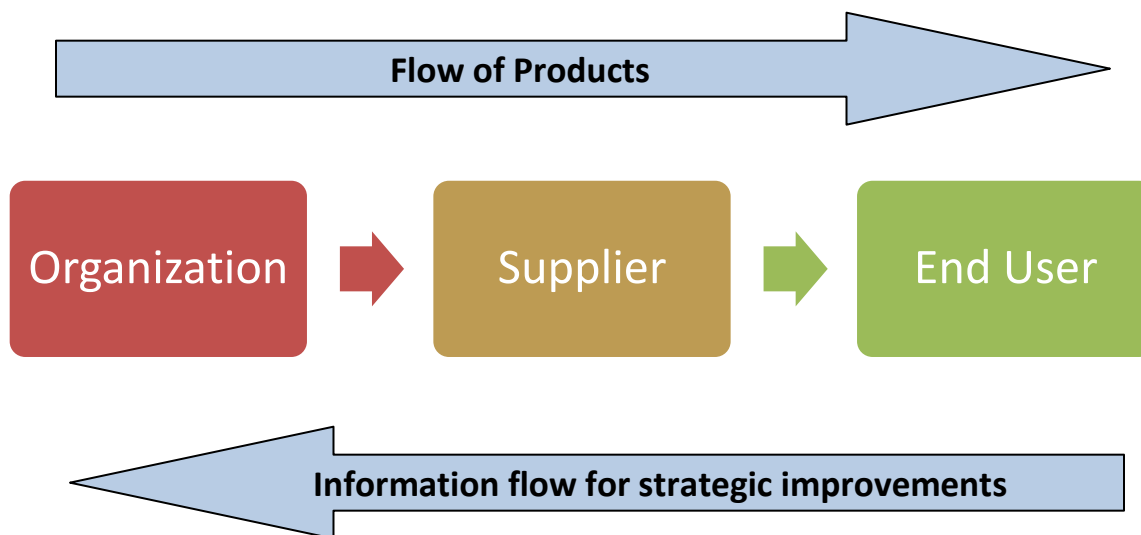 Flow of Products
Organization
Supplier
End User
Information flow for strategic improvements